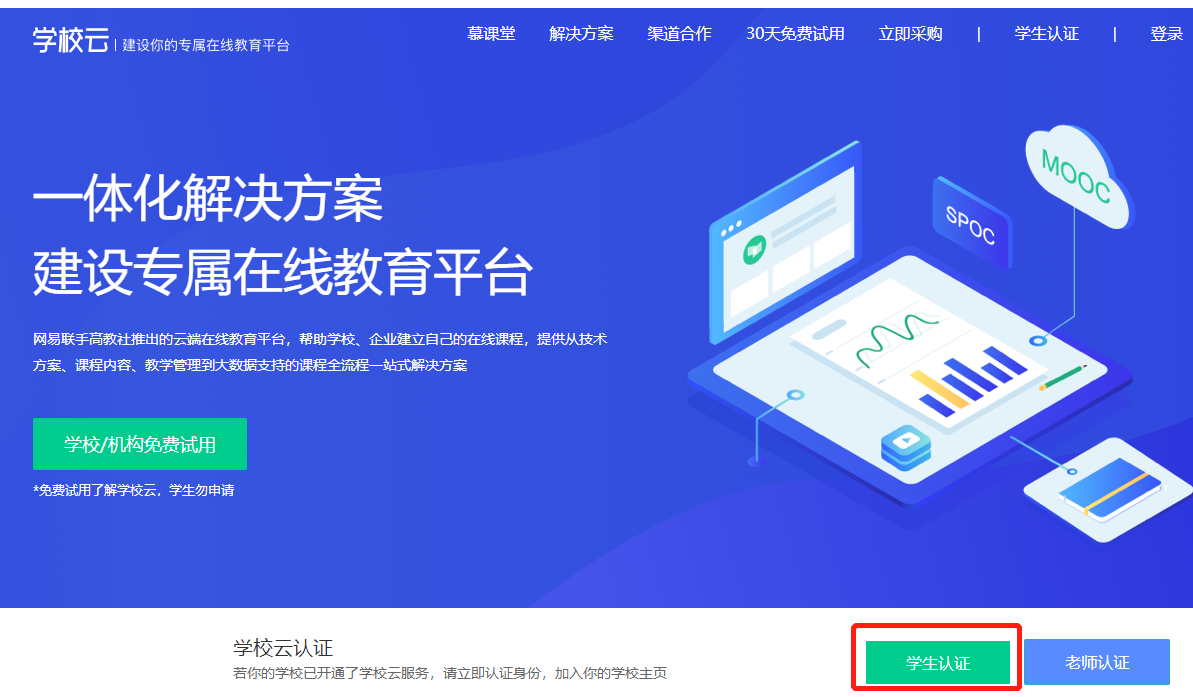 学校云 | 建设你的专属在线教育平台
慕课堂 解决方案 渠道合作 30天免费试用 立即采购 | 学生认证 | 登录
一体化解决方案
建设专属在线教育平台
网易联手高教社推出的云端在线教育平台，帮助学校、企业建立自己的在线课程，提供从技术
方案、课程内容、教学管理到大数据支持的课程全流程一站式解决方案
学校/机构免费试用
*免费试用了解学校云，学生勿申请
MOOC
SPOC
学校云认证
若你的学校已开通了学校云服务，请立即认证身份，加入你的学校主页
学生认证
老师认证